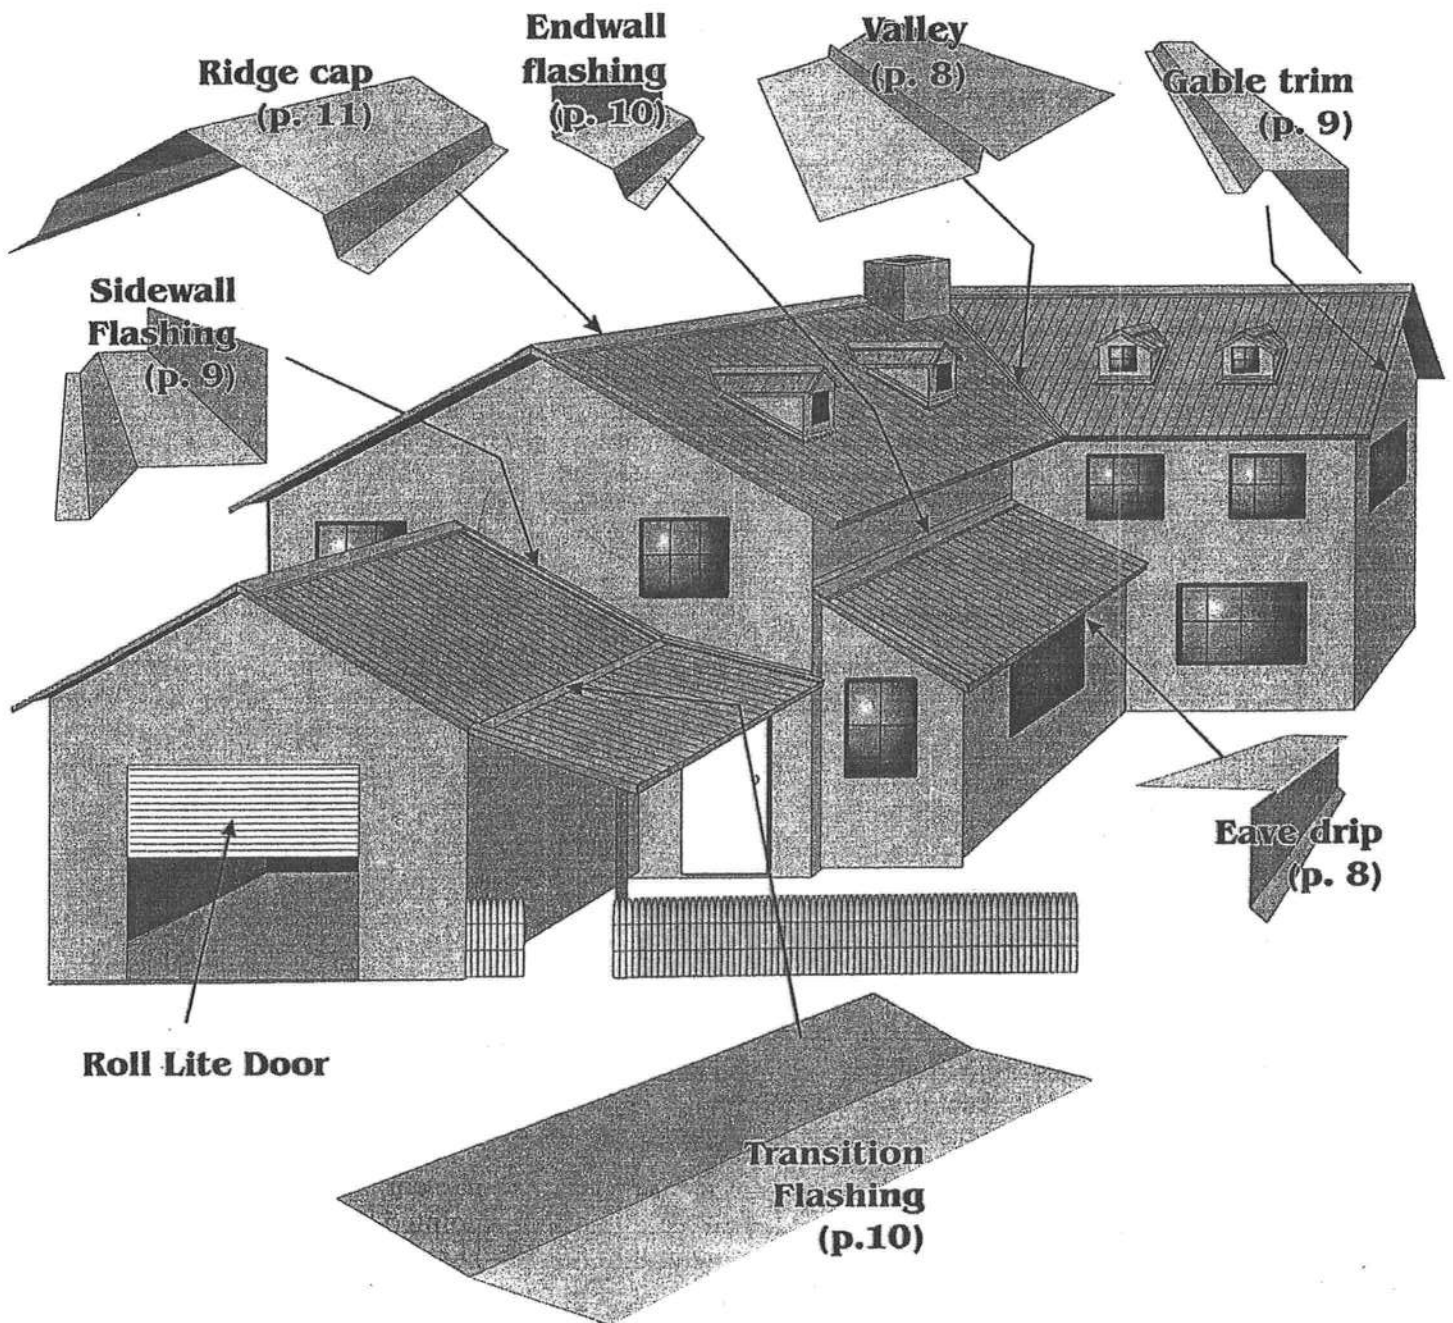 Ridge cap
(p. 11)
Endwall
flashing
(p. 10)
Valley
(p. 8)
Gable trim
(p. 9)
Sidewall
Flashing
(p. 9)
Eave drip
(p. 8)
Roll Lite Door
Transition
Flashing
(p.10)